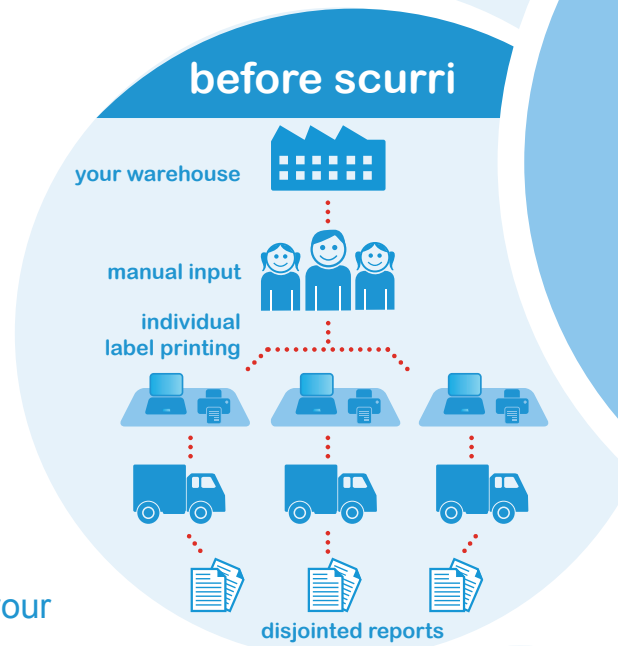 before scurri
your warehouse
manual input
individual
label printing
disjointed reports